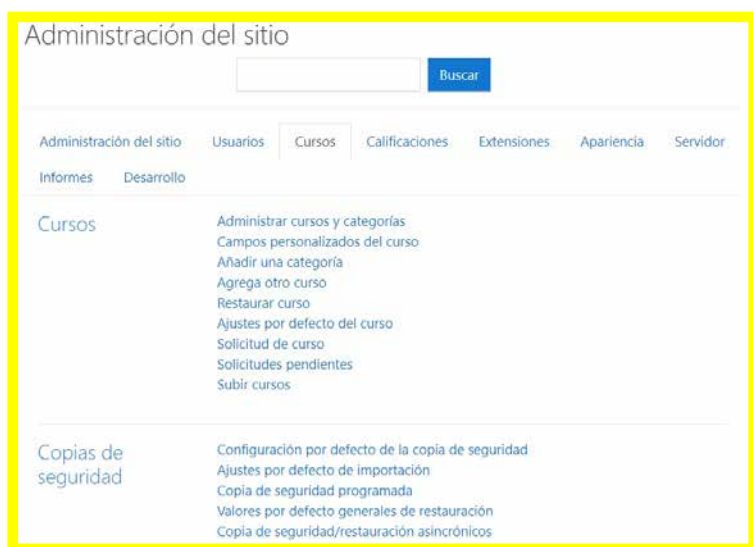 Administración del sitio
Buscar
Administración del sitio Usuarios Cursos Calificaciones Extensiones Apariencia Servidor
Informes Desarrollo
Cursos
Administrar cursos y categorías
Campos personalizados del curso
Añadir una categoría
Agrega otro curso
Restaurar curso
Ajustes por defecto del curso
Solicitud de curso
Solicitudes pendientes
Subir cursos
Copias de
seguridad
Configuración por defecto de la copia de seguridad
Ajustes por defecto de importación
Copia de seguridad programada
Valores por defecto generales de restauración
Copia de seguridad/restauración asincrónicos